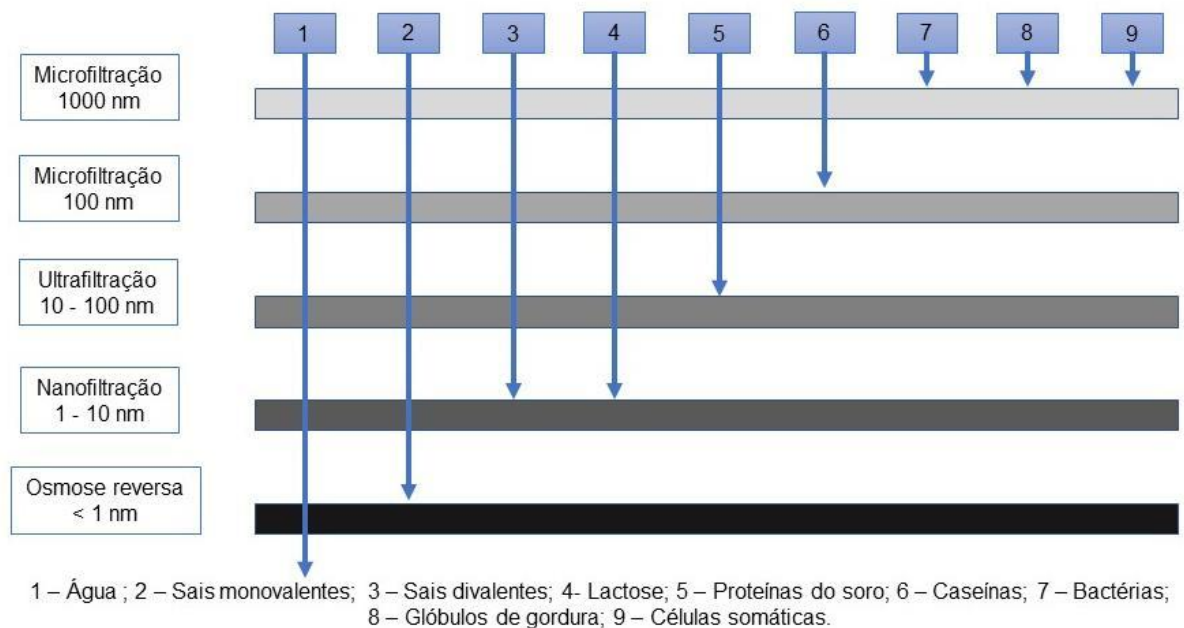 1 2 3 4 5 6 7 8 9
Microfiltração
1000 nm
Microfiltração
100 nm
Ultrafiltração
10 - 100 nm
Nanofiltração
1 - 10 nm
Osmose reversa
< 1 nm
1 – Água ; 2 – Sais monovalentes; 3 – Sais divalentes; 4- Lactose; 5 – Proteínas do soro; 6 – Caseínas; 7 – Bactérias;
8 – Glóbulos de gordura; 9 – Células somáticas.